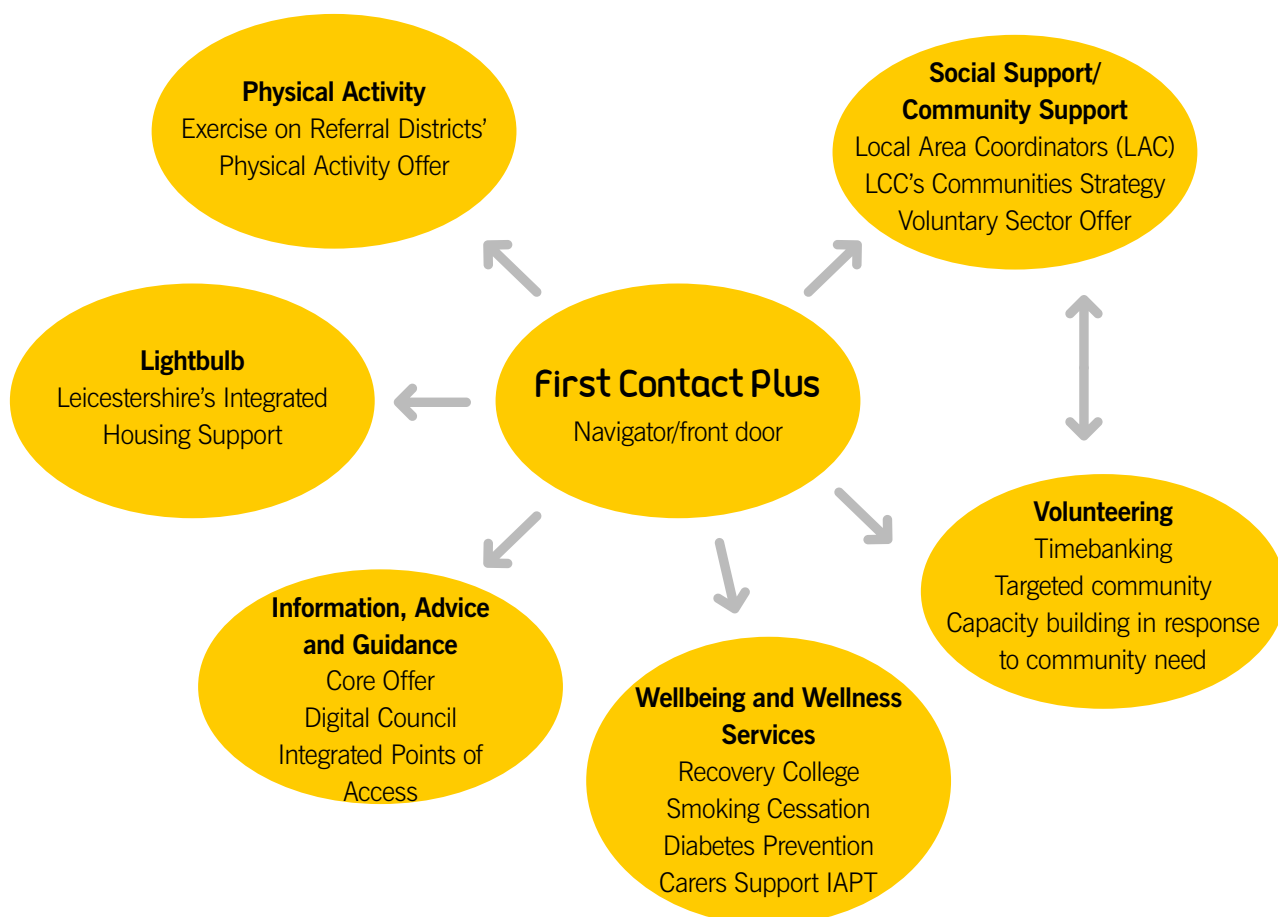 Physical Activity
Exercise on Referral Districts’
Physical Activity Offer
Social Support/
Community Support
Local Area Coordinators (LAC)
LCC’s Communities Strategy
Voluntary Sector Offer
Lightbulb
Leicestershire’s Integrated
Housing Support
First Contact Plus
Navigator/front door
Volunteering
Timebanking
Targeted community
Capacity building in response
to community need
Information, Advice
and Guidance
Core Offer
Digital Council
Integrated Points of
Access
Wellbeing and Wellness
Services
Recovery College
Smoking Cessation
Diabetes Prevention
Carers Support IAPT